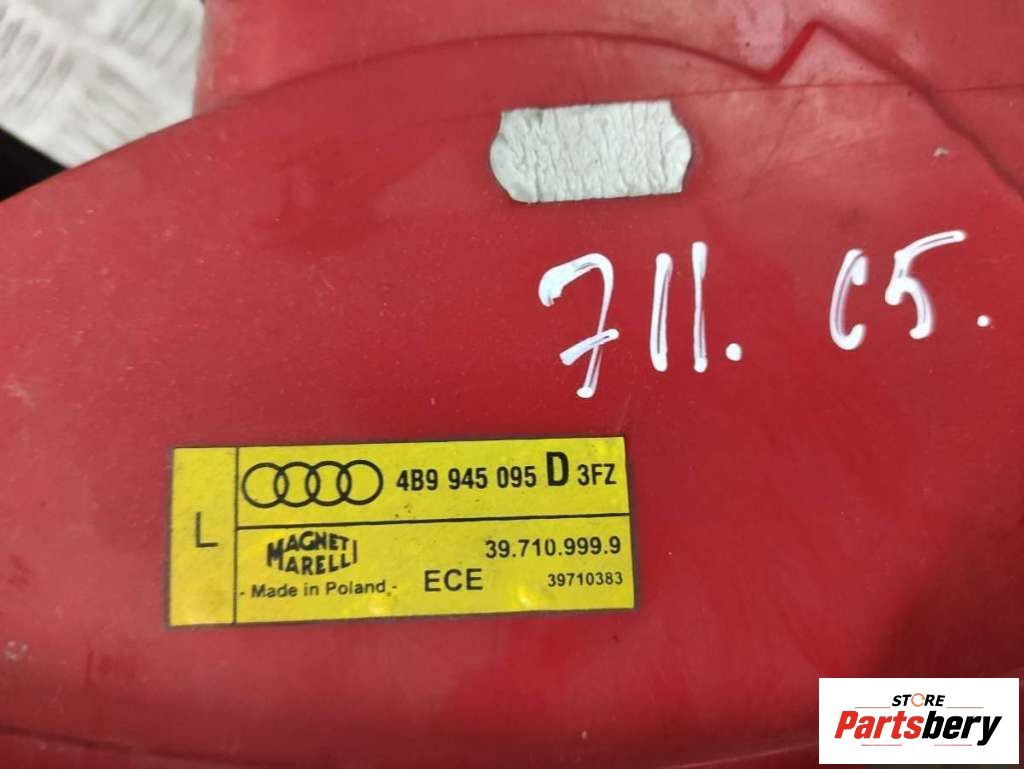 711. C5.
L
4B9 945 095 D 3FZ
MAGNETI MARELLI
39.710.999.9
- Made in Poland -
ECE
39710383
STORE
Partsbery